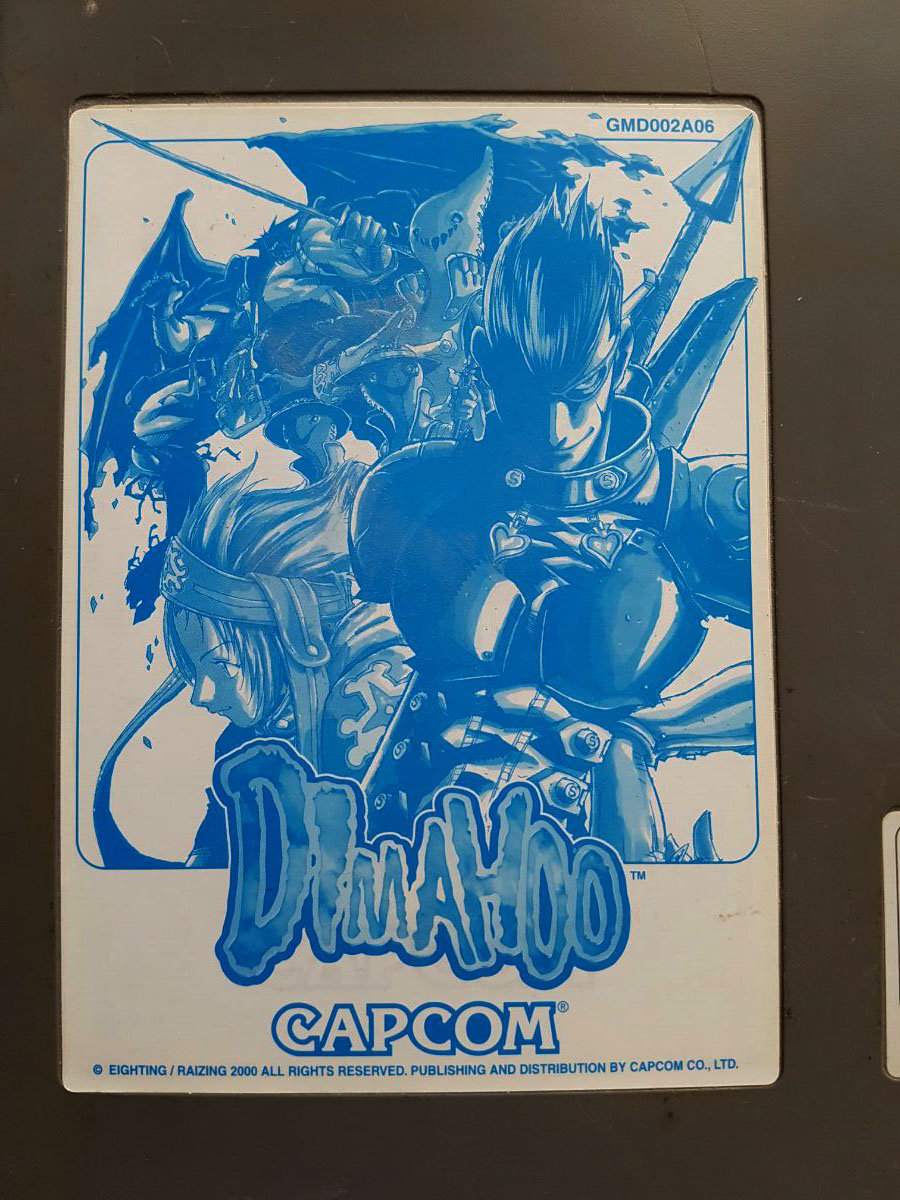 GMD002A06
DIMAHOO
TM
CAPCOM®
© EIGHTING / RAIZING 2000 ALL RIGHTS RESERVED. PUBLISHING AND DISTRIBUTION BY CAPCOM CO., LTD.